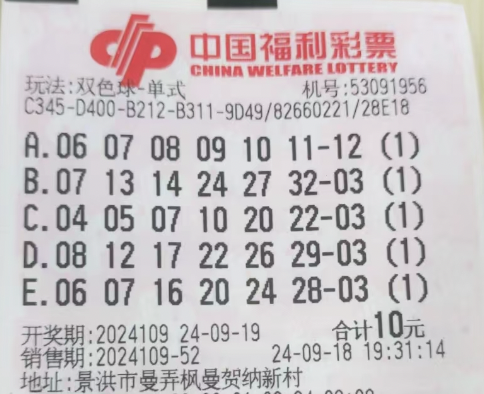 中国福利彩票
CHINA WELFARE LOTTERY
玩法:双色球-单式 机号:53091956
C345-D400-B212-B311-9D49/82660221/28E18
A.06 07 08 09 10 11-12 (1)
B.07 13 14 24 27 32-03 (1)
C.04 05 07 10 20 22-03 (1)
D.08 12 17 22 26 29-03 (1)
E.06 07 16 20 24 28-03 (1)
开奖期:2024109 24-09-19 合计10元
销售期:2024109-52 24-09-18 19:31:14
地址:景洪市曼弄枫曼贺纳新村